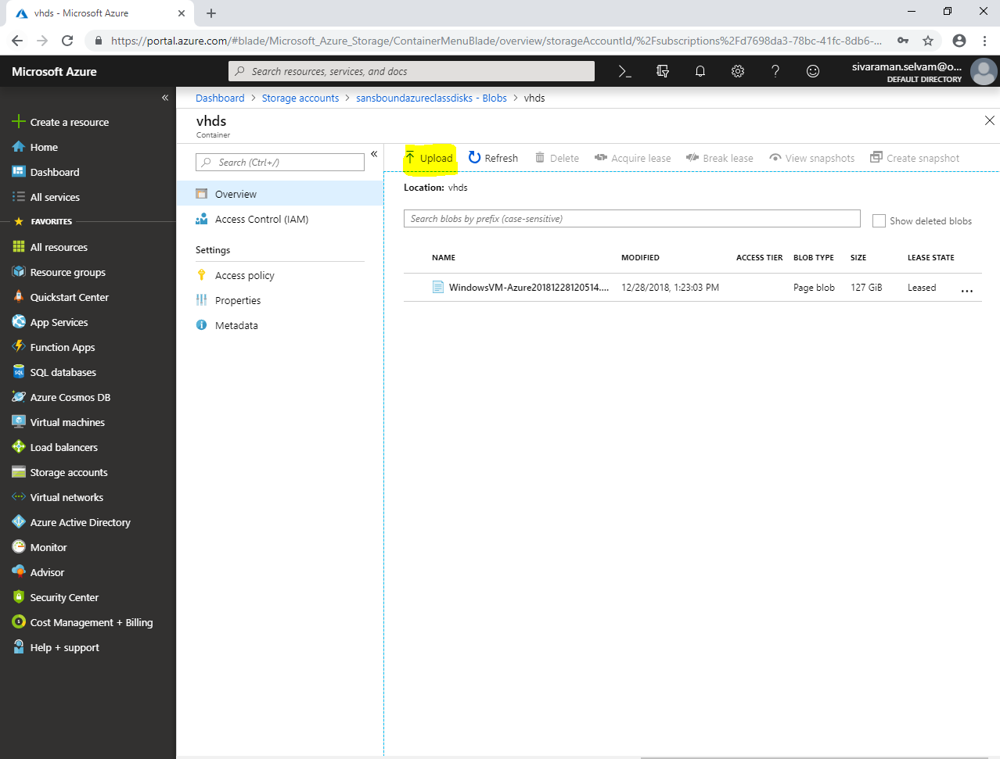 vhds - Microsoft Azure
https://portal.azure.com/#blade/Microsoft_Azure_Storage/ContainerMenuBlade/overview/storageAccountId/%2Fsubscriptions%2Fd7698da3-78bc-41fc-8db6-...
Microsoft Azure
Search resources, services, and docs
sivaraman.selvam@o...
DEFAULT DIRECTORY
Create a resource
Home
Dashboard
All services
FAVORITES
All resources
Resource groups
Quickstart Center
App Services
Function Apps
SQL databases
Azure Cosmos DB
Virtual machines
Load balancers
Storage accounts
Virtual networks
Azure Active Directory
Monitor
Advisor
Security Center
Cost Management + Billing
Help + support
Dashboard > Storage accounts > sansboundazureclassdisks - Blobs > vhds
vhds
Container
Search (Ctrl+/)
Overview
Access Control (IAM)
Settings
Access policy
Properties
Metadata
Upload Refresh Delete Acquire lease Break lease View snapshots Create snapshot
Location: vhds
Search blobs by prefix (case-sensitive)
Show deleted blobs
NAME MODIFIED ACCESS TIER BLOB TYPE SIZE LEASE STATE
WindowsVM-Azure20181228120514.... 12/28/2018, 1:23:03 PM Page blob 127 GiB Leased ...